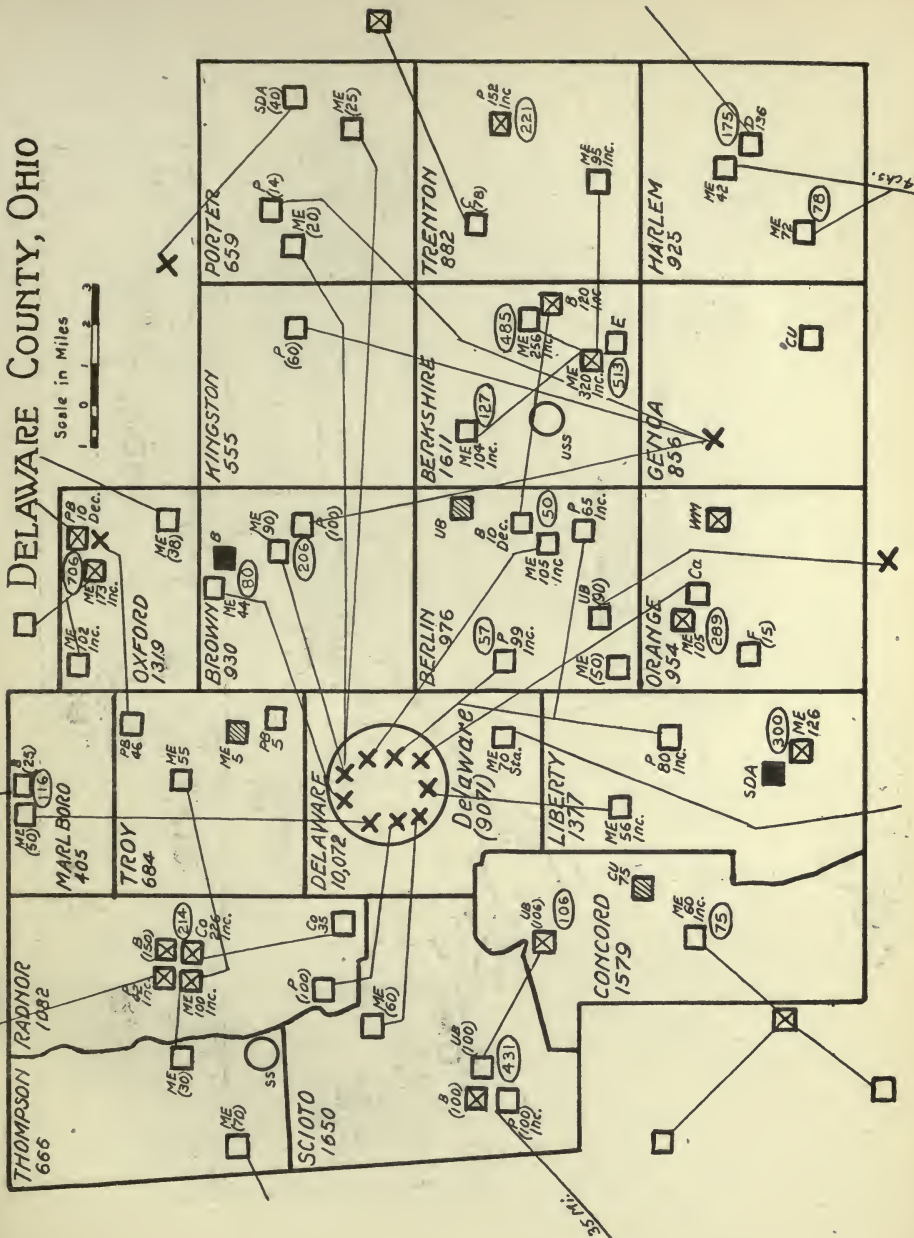 DELAWARE COUNTY, OHIO
Scale in Miles
1 0 1 2 3
THOMPSON
666
ME
(30)
SS
ME
(70)
RADNOR
1082
P
42
Inc.
B
(150)
214
ME
100
Inc.
Co
226
Inc.
Co
35
P
(100)
MARLBORO
405
ME
(50)
B
(25)
116
TROY
684
PB
46
ME
55
ME
5
PB
5
OXFORD
1319
ME
102
Inc.
706
ME
173
Inc.
PB
10
Dec.
ME
(38)
BROWN
930
ME
44
80
B
ME
(90)
206
P
(100)
KINGSTON
555
P
(60)
PORTER
659
SDA
(40)
P
(14)
ME
(20)
ME
(25)
SCIOTO
1650
ME
(60)
B
(100)
UB
(100)
431
P
(100)
Inc.
35 Mi.
DELAWARE
10,072
Delaware
(9071)
ME
70
Sta.
BERLIN
976
UB
57
P
99
Inc.
B
10
Dec.
50
ME
105
Inc
P
65
Inc
UB
(90)
ME
(50)
BERKSHIRE
1611
ME
104
Inc.
127
USS
485
ME
256
Inc
B
120
Inc
ME
320
Inc.
513
E
TRENTON
882
C
(78)
P
152
Inc
221
ME
95
Inc.
CONCORD
1579
UB
(106)
106
CU
75
ME
60
Inc.
75
LIBERTY
1377
ME
56
Inc.
P
80
Inc.
SDA
300
ME
126
ORANGE
954
ME
105
289
Ca
WM
F
(15)
GENOA
856
CU
HARLEM
925
ME
42
175
D
136
ME
72
78
4 chs.